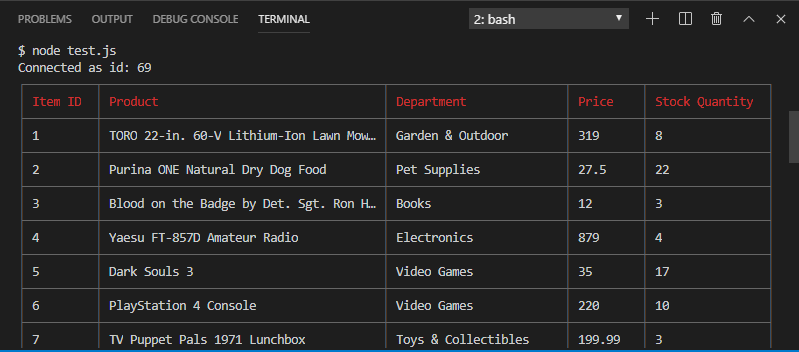 PROBLEMS OUTPUT DEBUG CONSOLE TERMINAL 2: bash
$ node test.js
Connected as id: 69
Item ID Product Department Price Stock Quantity
1 TORO 22-in. 60-V Lithium-Ion Lawn Mow… Garden & Outdoor 319 8
2 Purina ONE Natural Dry Dog Food Pet Supplies 27.5 22
3 Blood on the Badge by Det. Sgt. Ron H… Books 12 3
4 Yaesu FT-857D Amateur Radio Electronics 879 4
5 Dark Souls 3 Video Games 35 17
6 PlayStation 4 Console Video Games 220 10
7 TV Puppet Pals 1971 Lunchbox Toys & Collectibles 199.99 3